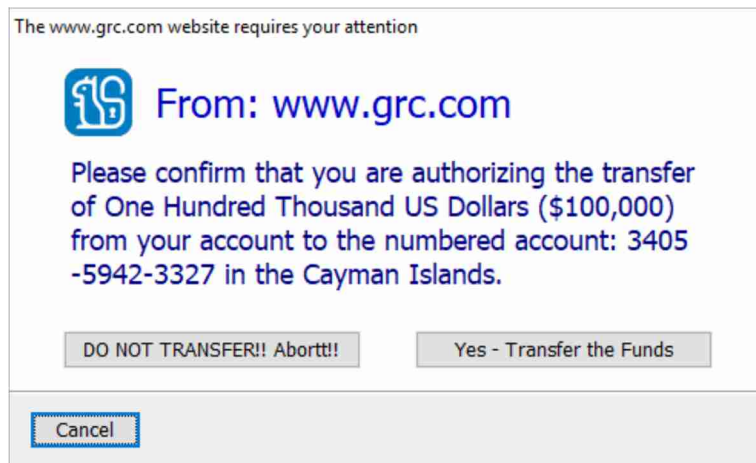 The www.grc.com website requires your attention
From: www.grc.com
Please confirm that you are authorizing the transfer
of One Hundred Thousand US Dollars ($100,000)
from your account to the numbered account: 3405
-5942-3327 in the Cayman Islands.
DO NOT TRANSFER!! Abortt!! Yes - Transfer the Funds
Cancel